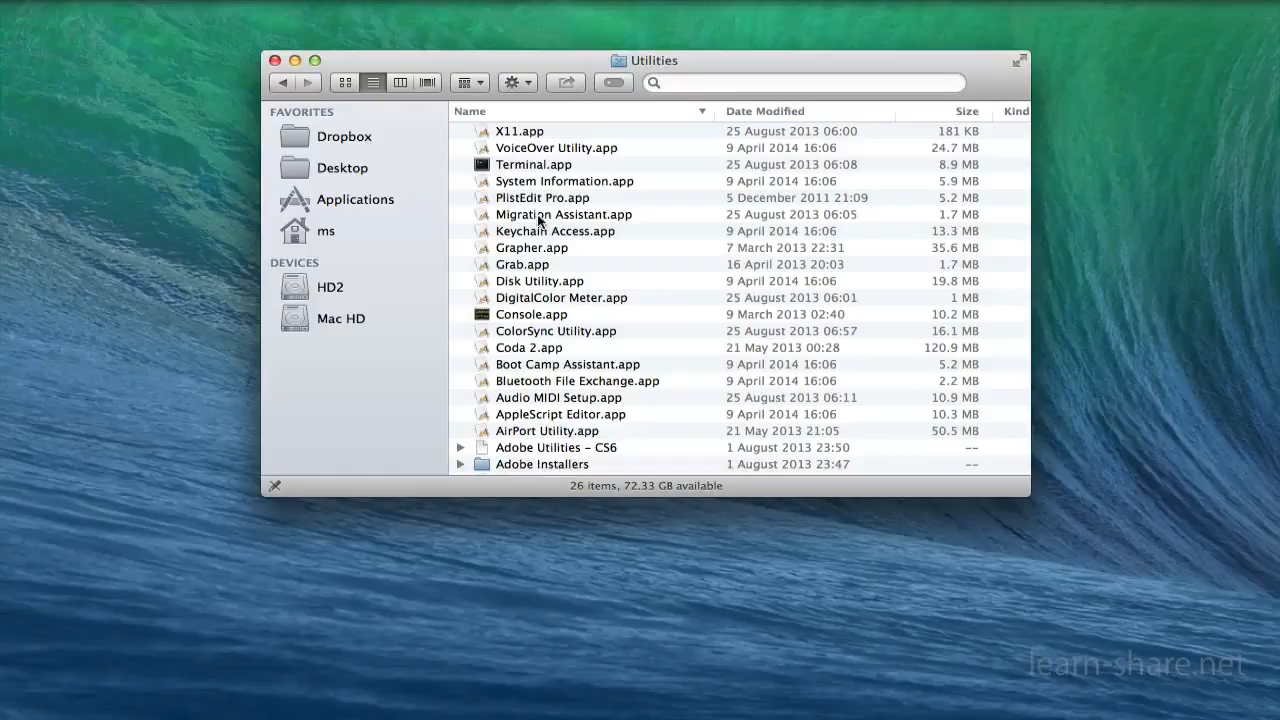 Utilities
FAVORITES
Dropbox
Desktop
Applications
ms
DEVICES
HD2
Mac HD
Name Date Modified Size Kind
X11.app 25 August 2013 06:00 181 KB
VoiceOver Utility.app 9 April 2014 16:06 24.7 MB
Terminal.app 25 August 2013 06:08 8.9 MB
System Information.app 9 April 2014 16:06 5.9 MB
PlistEdit Pro.app 5 December 2011 21:09 5.2 MB
Migration Assistant.app 25 August 2013 06:05 1.7 MB
Keychain Access.app 9 April 2014 16:06 13.3 MB
Grapher.app 7 March 2013 22:31 35.6 MB
Grab.app 16 April 2013 20:03 1.7 MB
Disk Utility.app 9 April 2014 16:06 19.8 MB
DigitalColor Meter.app 25 August 2013 06:01 1 MB
Console.app 9 March 2013 02:40 10.2 MB
ColorSync Utility.app 25 August 2013 06:57 16.1 MB
Coda 2.app 21 May 2013 00:28 120.9 MB
Boot Camp Assistant.app 9 April 2014 16:06 5.2 MB
Bluetooth File Exchange.app 9 April 2014 16:06 2.2 MB
Audio MIDI Setup.app 25 August 2013 06:11 10.9 MB
AppleScript Editor.app 9 April 2014 16:06 10.3 MB
AirPort Utility.app 21 May 2013 21:05 50.5 MB
Adobe Utilities – CS6 1 August 2013 23:50 --
Adobe Installers 1 August 2013 23:47 --
26 items, 72.33 GB available
learn-share.net